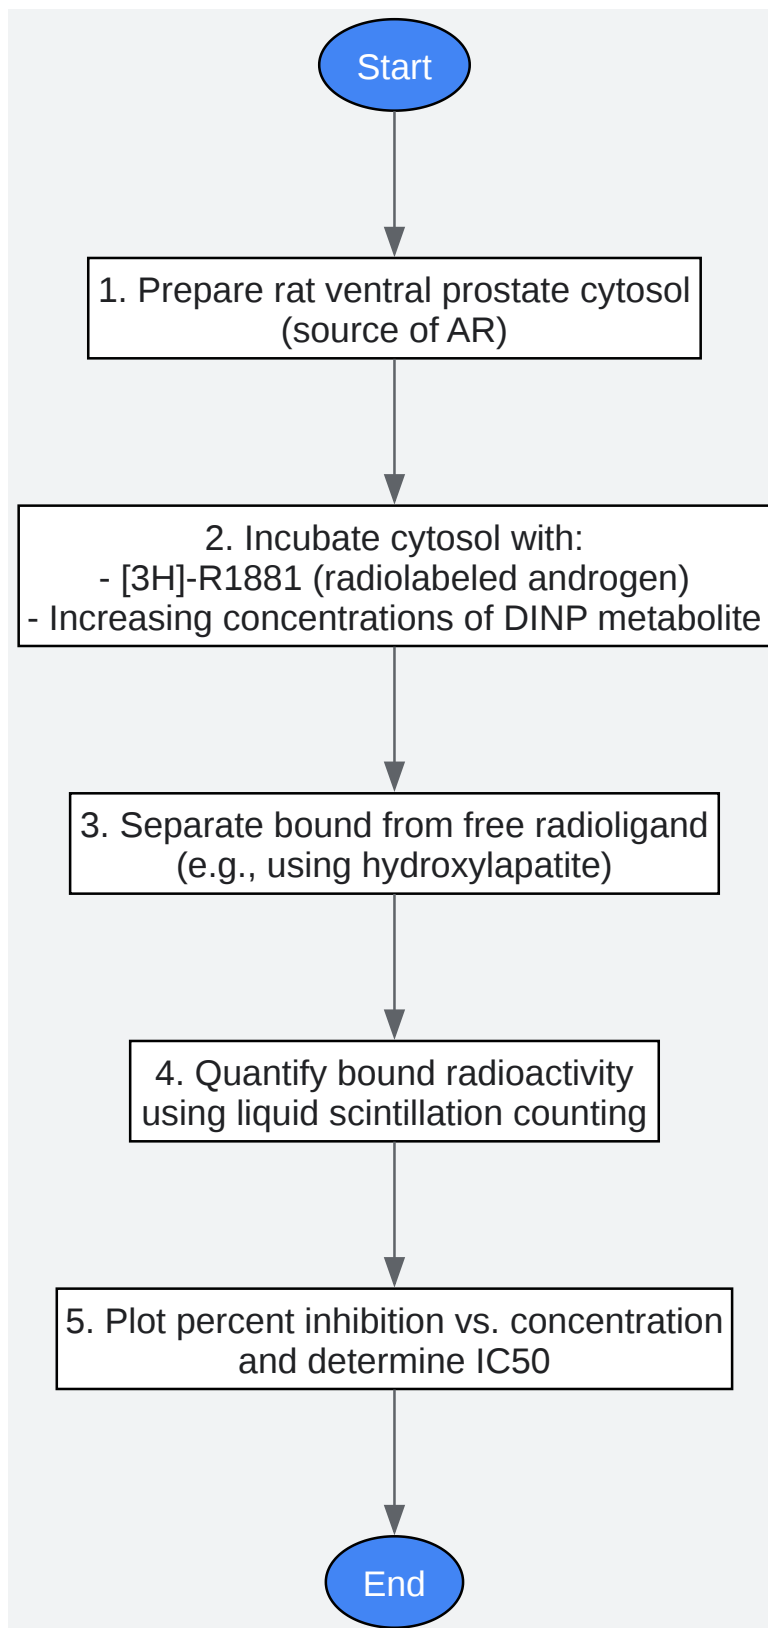 Start
1. Prepare rat ventral prostate cytosol
(source of AR)
2. Incubate cytosol with:
- [3H]-R1881 (radiolabeled androgen)
- Increasing concentrations of DINP metabolite
3. Separate bound from free radioligand
(e.g., using hydroxylapatite)
4. Quantify bound radioactivity
using liquid scintillation counting
5. Plot percent inhibition vs. concentration
and determine IC50
End